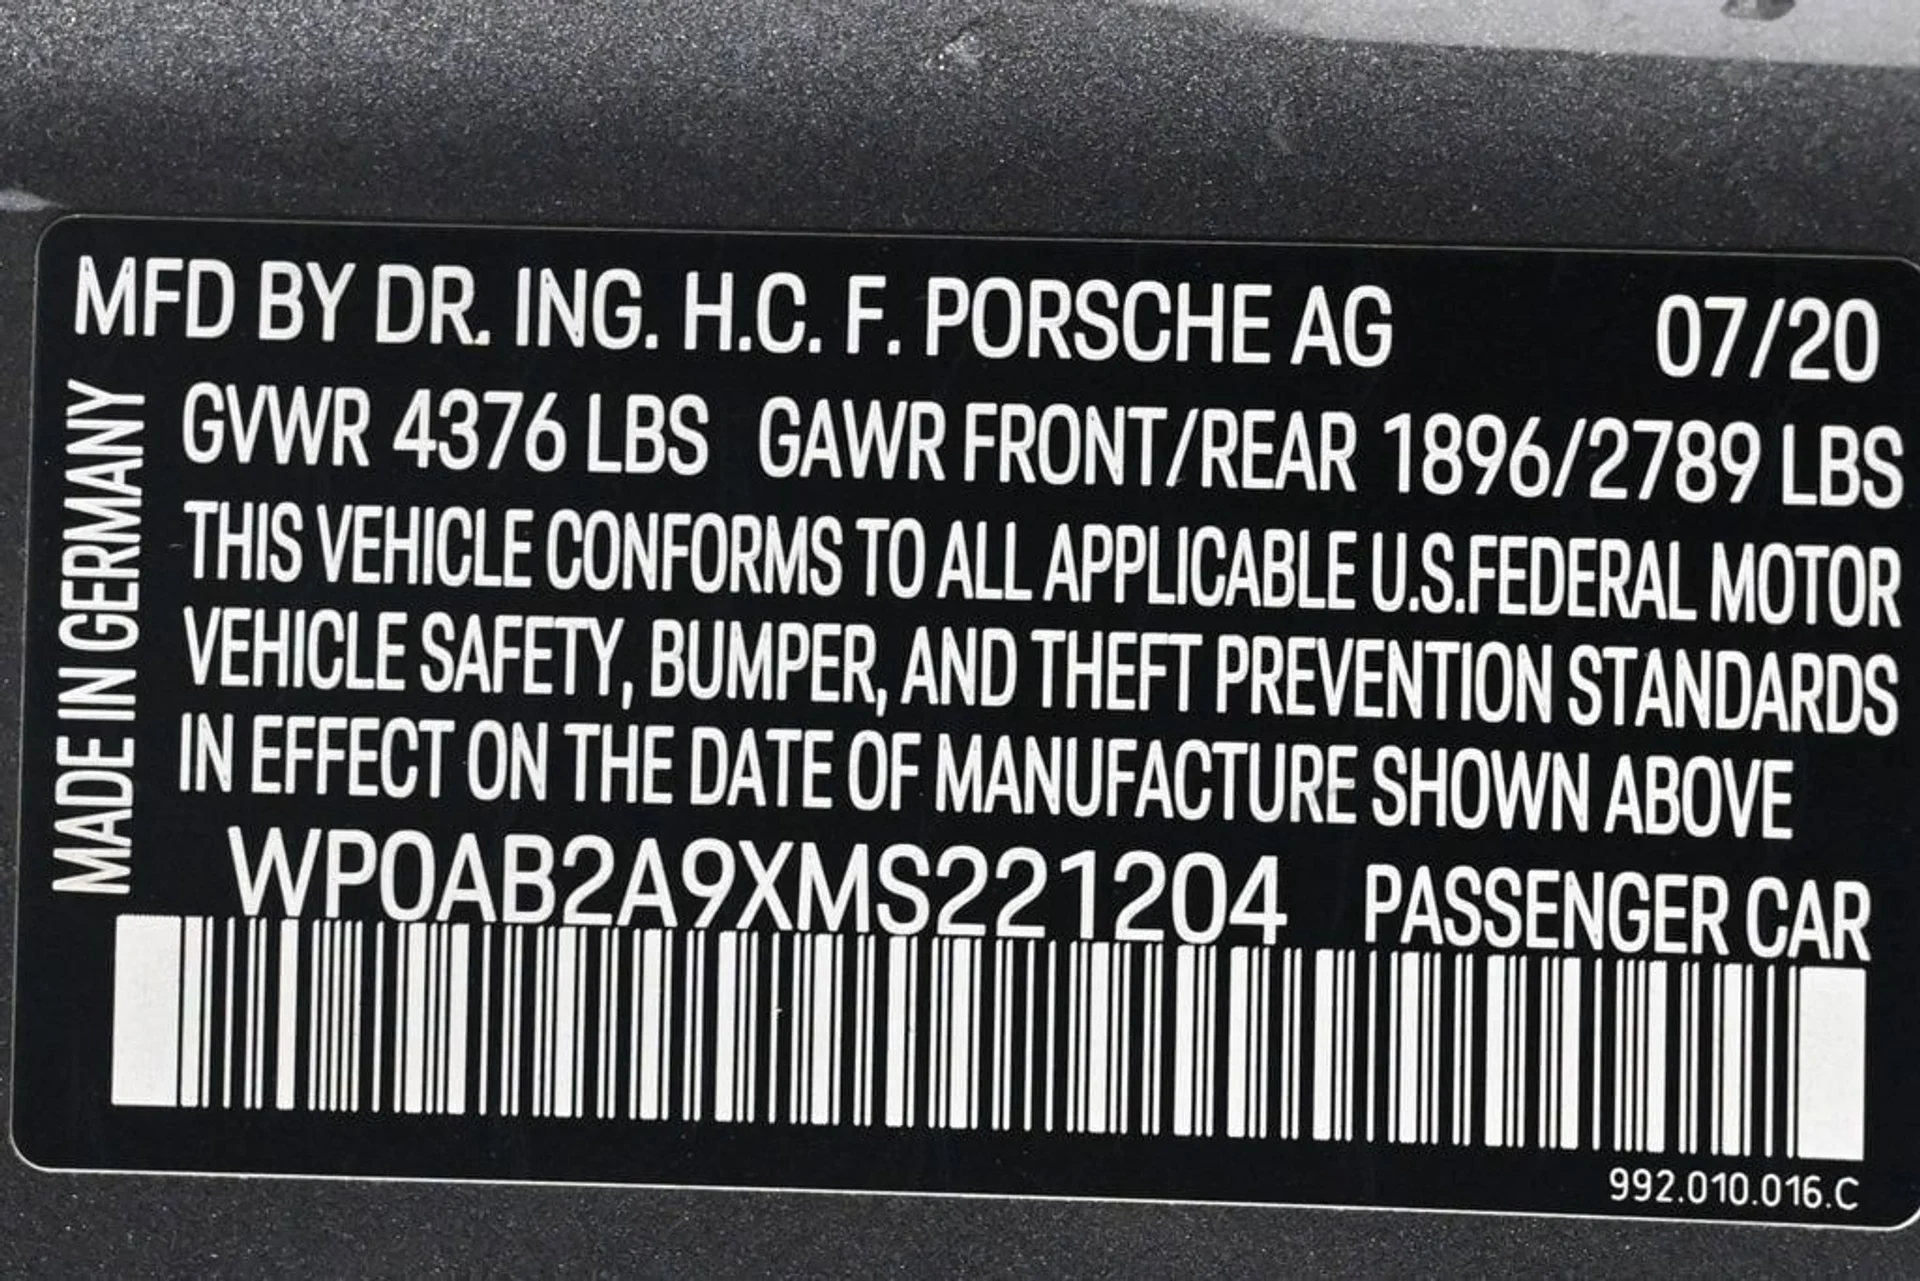 MFD BY DR. ING. H.C. F. PORSCHE AG 07/20
GVWR 4376 LBS GAWR FRONT/REAR 1896/2789 LBS
THIS VEHICLE CONFORMS TO ALL APPLICABLE U.S.FEDERAL MOTOR
VEHICLE SAFETY, BUMPER, AND THEFT PREVENTION STANDARDS
IN EFFECT ON THE DATE OF MANUFACTURE SHOWN ABOVE
WP0AB2A9XMS221204 PASSENGER CAR
MADE IN GERMANY
992.010.016.C